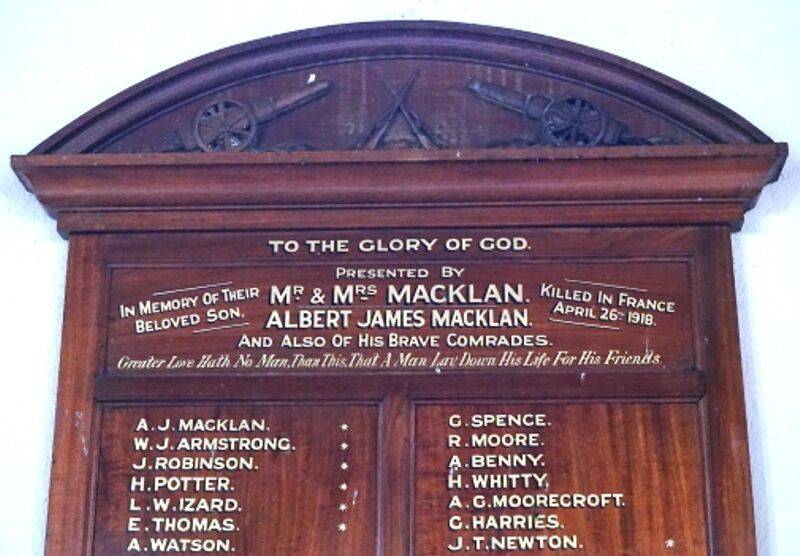 TO THE GLORY OF GOD.
PRESENTED BY
IN MEMORY OF THEIR
BELOVED SON,
MR & MRS MACKLAN.
ALBERT JAMES MACKLAN.
KILLED IN FRANCE
APRIL 26TH 1918.
AND ALSO OF HIS BRAVE COMRADES.
Greater Love Hath No Man, Than This, That A Man Lay Down His Life For His Friends.
A.J.MACKLAN. *
W.J.ARMSTRONG. *
J.ROBINSON. *
H.POTTER. *
L.W.IZARD. *
E.THOMAS. *
A.WATSON.
G.SPENCE.
R.MOORE.
A.BENNY.
H.WHITTY,
A.G.MOORECROFT.
G.HARRIES.
J.T.NEWTON. *